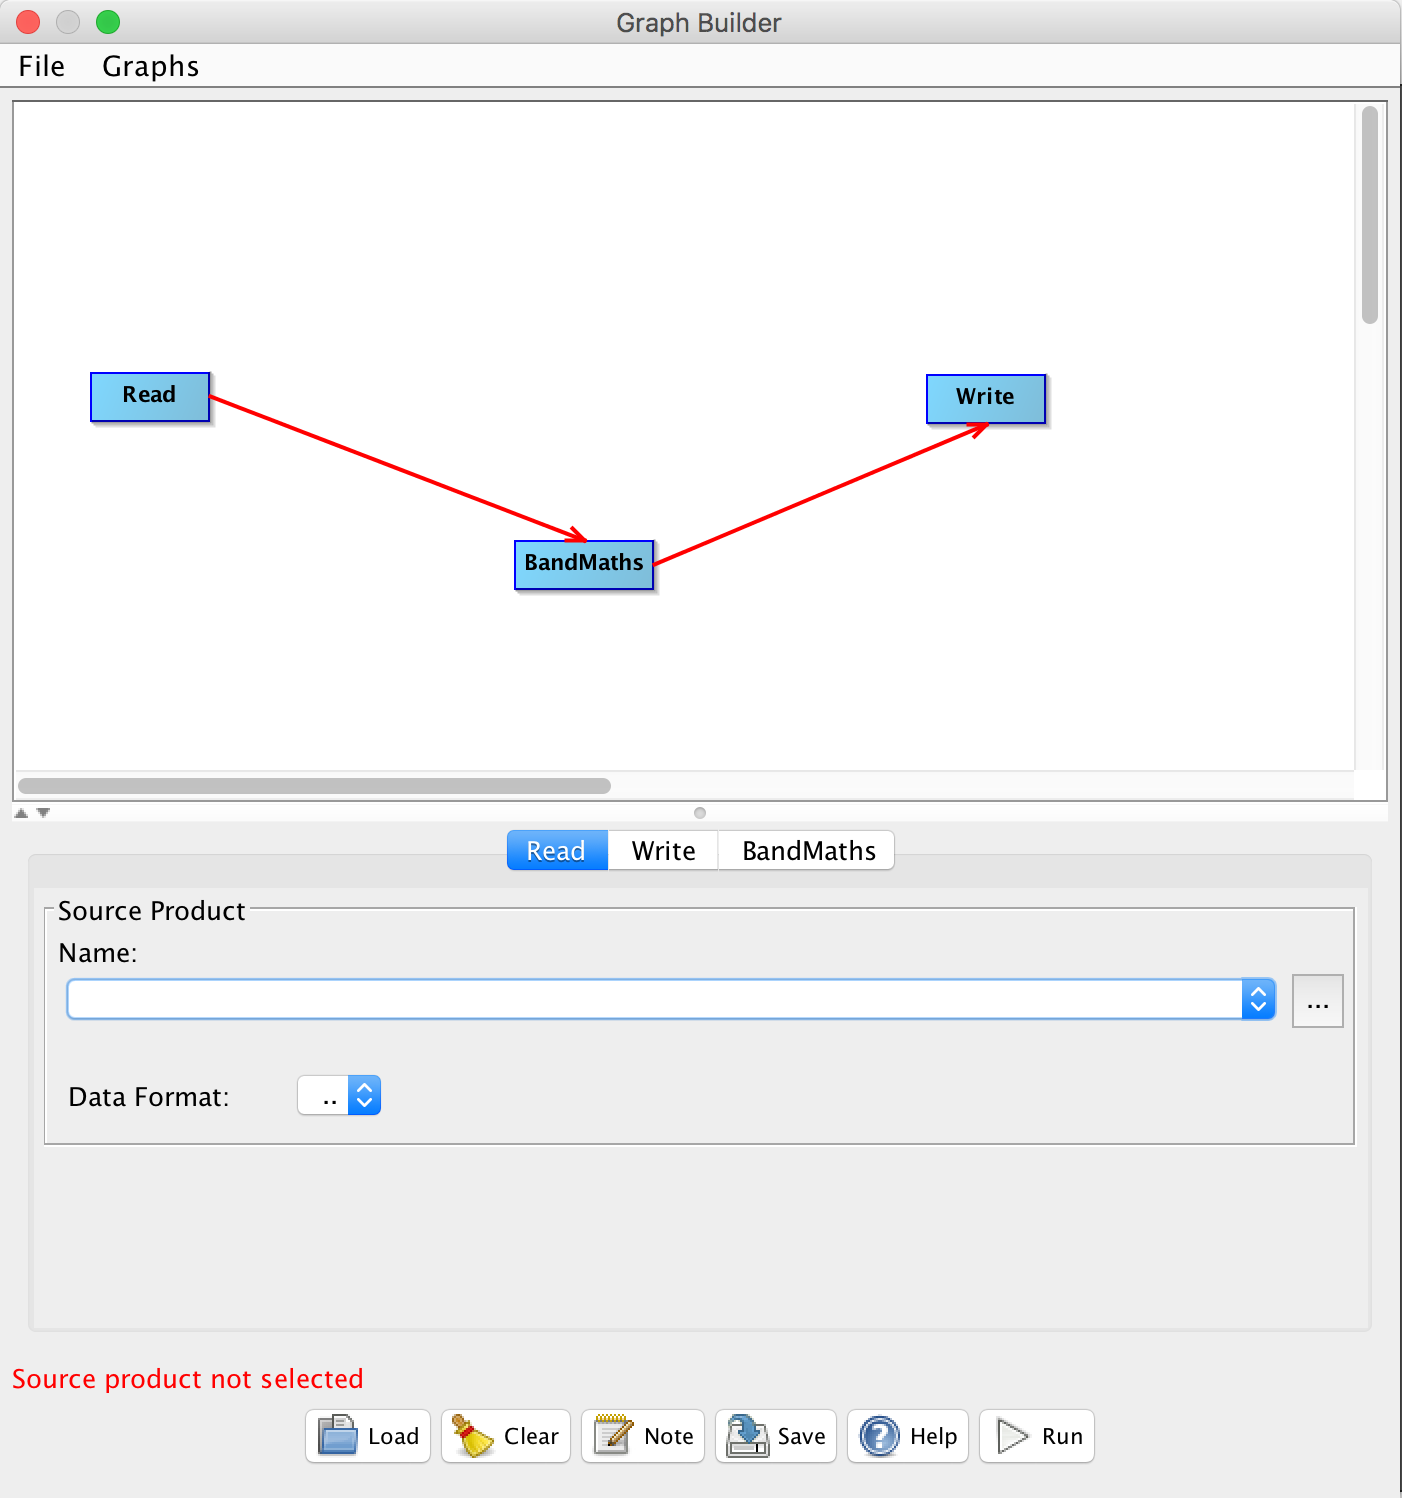 Graph Builder
File Graphs
Read
Write
BandMaths
Read Write BandMaths
Source Product
Name:
...
Data Format: ..
Source product not selected
Load Clear Note Save Help Run